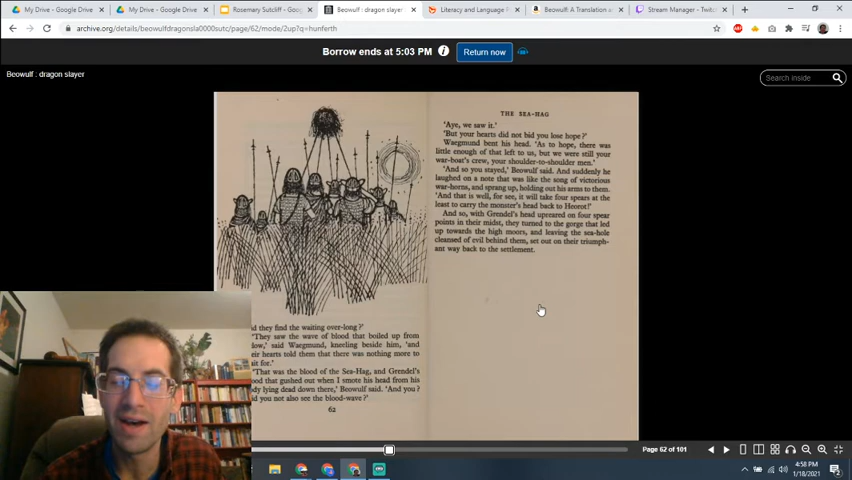 My Drive - Google Drive
My Drive - Google Drive
Rosemary Sutcliff - Goog
Beowulf : dragon slayer
Literacy and Language
Beowulf: A Translation a
Stream Manager - Twitc
archive.org/details/beowulfdragonsla0000sutc/page/62/mode/2up?q=hunferth
Borrow ends at 5:03 PM
Return now
Beowulf : dragon slayer
Search inside
d they find the waiting over-long?'
'They saw the wave of blood that boiled up from
low,' said Waegmund, kneeling beside him, 'and
eir hearts told them that there was nothing more to
ait for.'
'That was the blood of the Sea-Hag, and Grendel's
ood that gushed out when I smote his head from his
dy lying dead down there,' Beowulf said. 'And you?
id you not also see the blood-wave?'
62
THE SEA-HAG
'Aye, we saw it.'
'But your hearts did not bid you lose hope?'
Waegmund bent his head. 'As to hope, there was
little enough of that left to us, but we were still your
war-boat's crew, your shoulder-to-shoulder men.'
'And so you stayed,' Beowulf said. And suddenly he
laughed on a note that was like the song of victorious
war-horns, and sprang up, holding out his arms to them.
'And that is well, for see, it will take four spears at the
least to carry the monster's head back to Heorot!'
And so, with Grendel's head upreared on four spear
points in their midst, they turned to the gorge that led
up towards the high moors, and leaving the sea-hole
cleansed of evil behind them, set out on their triumph-
ant way back to the settlement.
Page 62 of 101
4:58 PM
1/18/2021